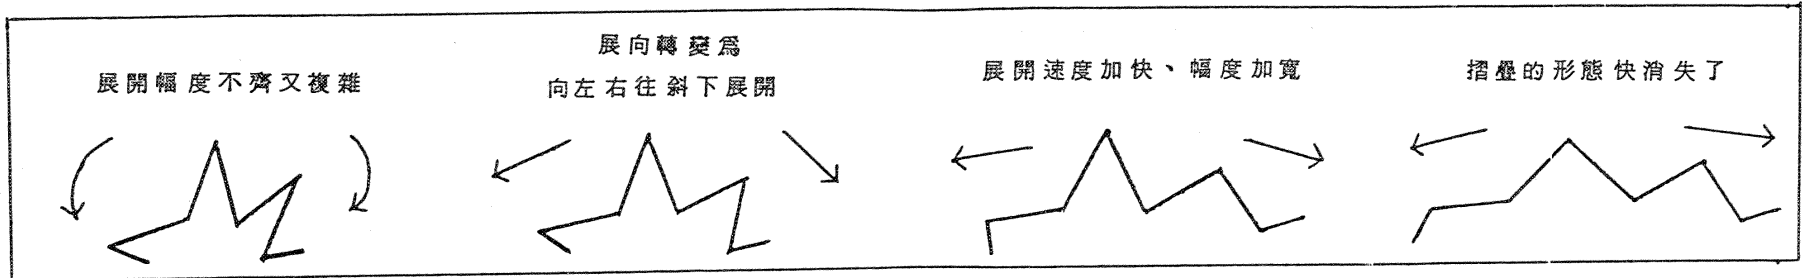 展開幅度不齊又複雜
展向轉變爲
向左右往斜下展開
展開速度加快、幅度加寬
摺疊的形態快消失了